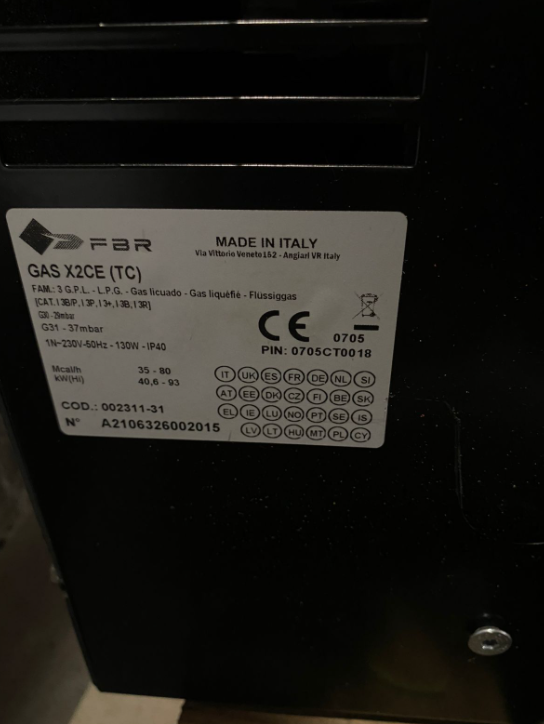 FBR
MADE IN ITALY
Via Vittorio Veneto 152 - Angiari VR Italy
GAS X2CE (TC)
FAM.: 3 G.P.L. - L.P.G. - Gas licuado - Gas liquéfiè - Flüssiggas
[CAT. I 3B/P, I 3P, I 3+, I 3B, I 3R]
G30 - 29mbar
G31 - 37mbar
1N~230V-50Hz - 130W - IP40
CE 0705
PIN: 0705CT0018
Mcal/h 35 - 80
kW(Hi) 40,6 - 93
COD.: 002311-31
N° A2106326002015
IT UK ES FR DE NL SI
AT EE DK CZ FI BE SK
EL IE LU NO PT SE IS
LV LT HU MT PL CY